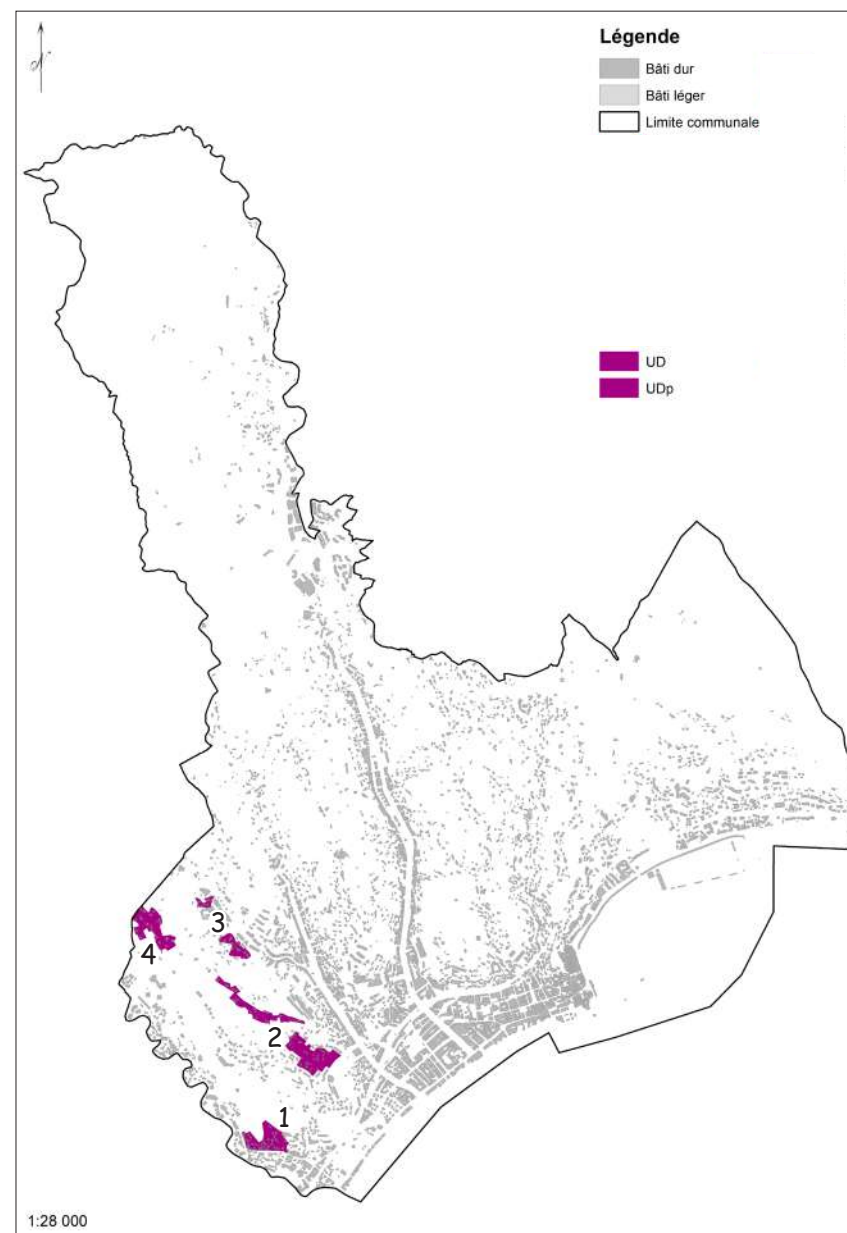 N
Légende
Bâti dur
Bâti léger
Limite communale
UD
UDp
3
4
2
1
1:28 000